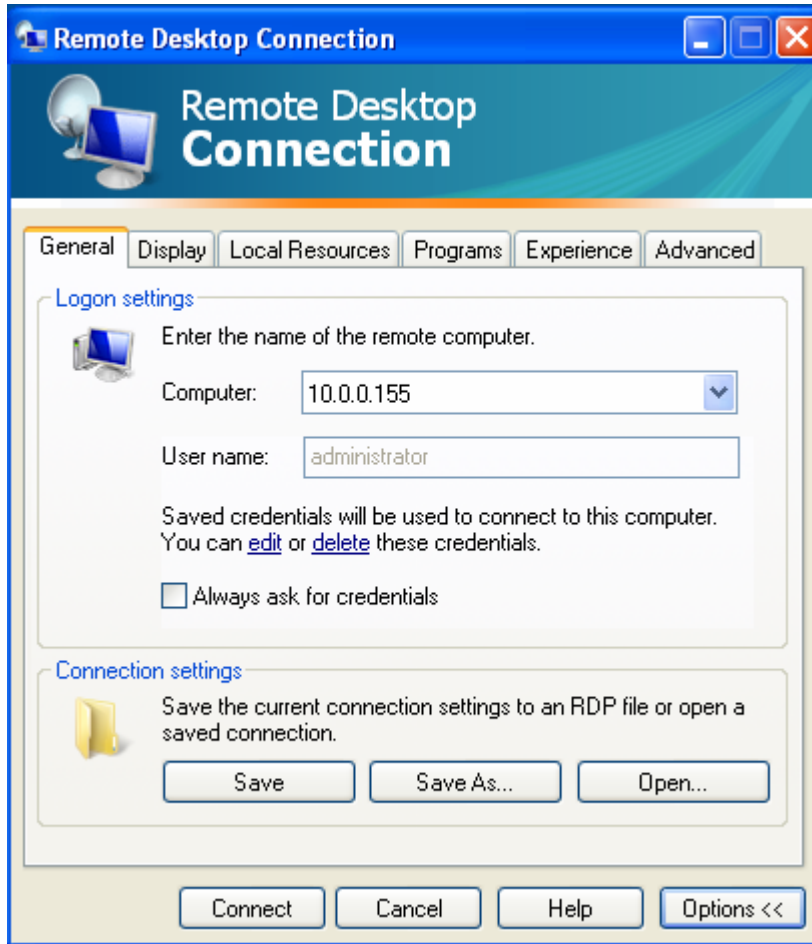 Remote Desktop Connection
Remote Desktop
Connection
General Display Local Resources Programs Experience Advanced
Logon settings
Enter the name of the remote computer.
Computer: 10.0.0.155
User name: administrator
Saved credentials will be used to connect to this computer.
You can edit or delete these credentials.
Always ask for credentials
Connection settings
Save the current connection settings to an RDP file or open a
saved connection.
Save Save As... Open...
Connect Cancel Help Options <<